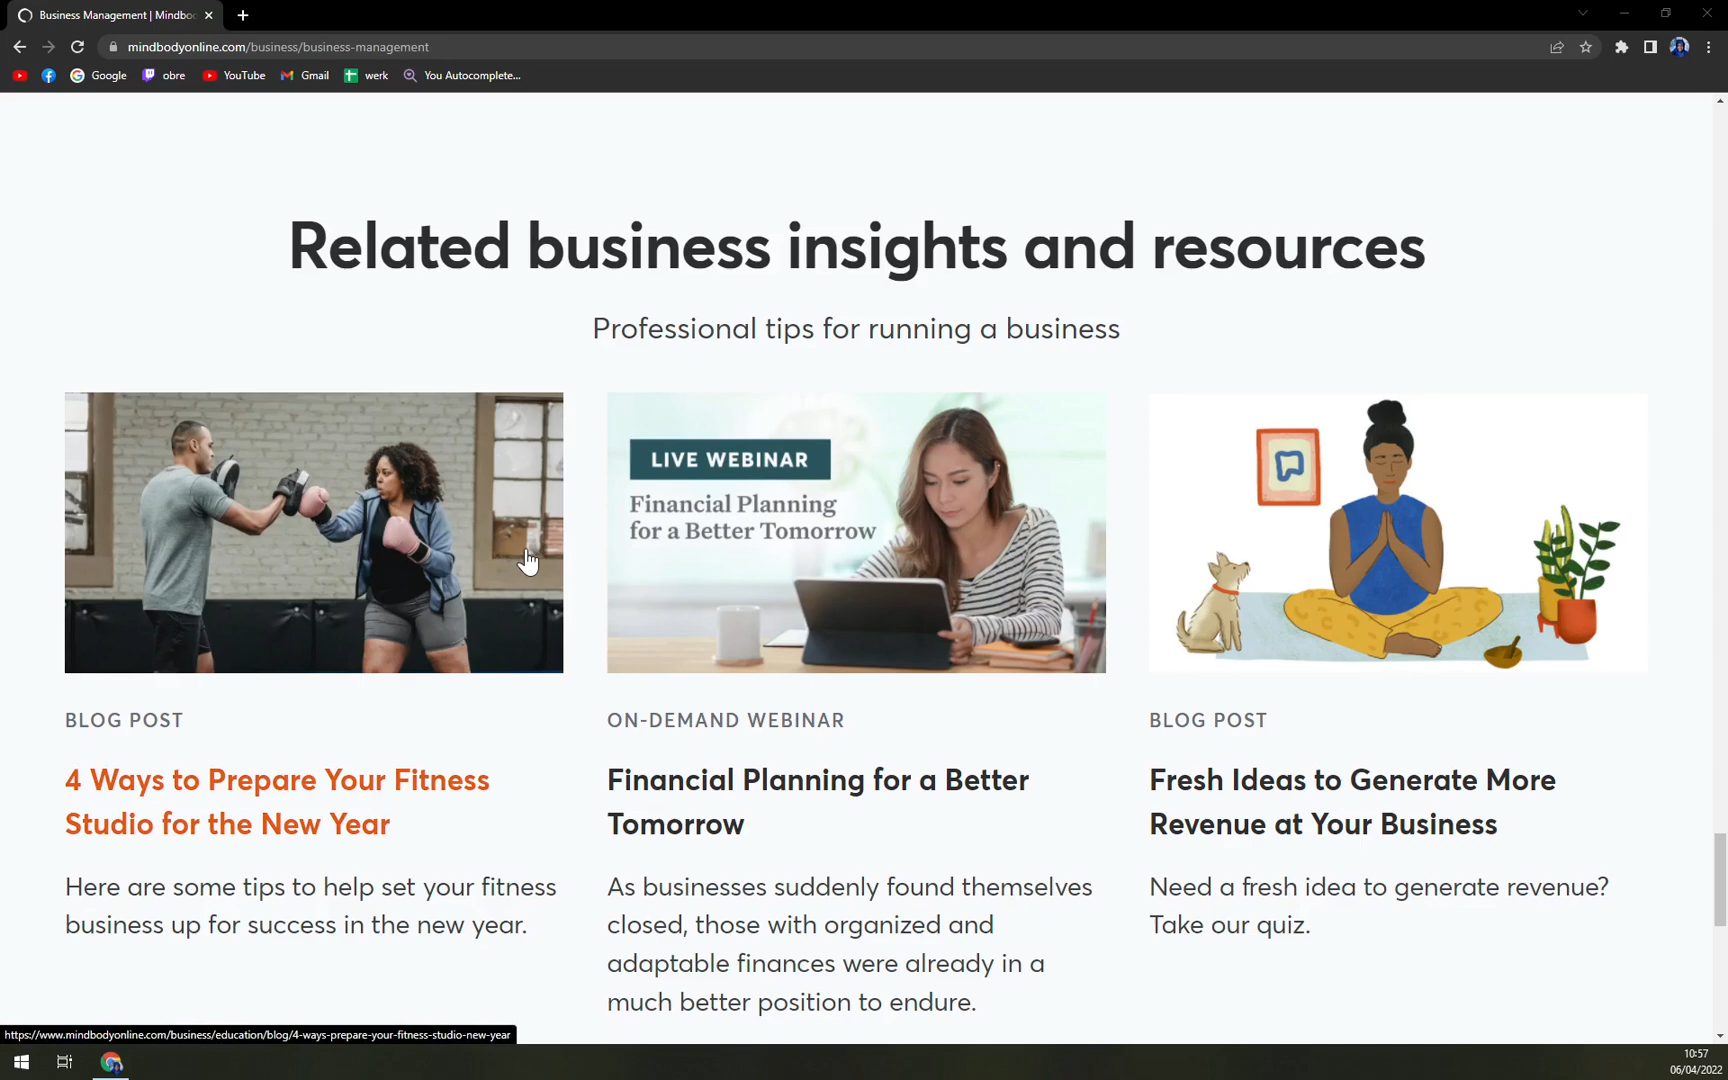 Business Management | Mindbo
mindbodyonline.com/business/business-management
Google
obre
YouTube
Gmail
werk
You Autocomplete...
Related business insights and resources
Professional tips for running a business
LIVE WEBINAR
Financial Planning
for a Better Tomorrow
BLOG POST
4 Ways to Prepare Your Fitness
Studio for the New Year
Here are some tips to help set your fitness
business up for success in the new year.
ON-DEMAND WEBINAR
Financial Planning for a Better
Tomorrow
As businesses suddenly found themselves
closed, those with organized and
adaptable finances were already in a
much better position to endure.
BLOG POST
Fresh Ideas to Generate More
Revenue at Your Business
Need a fresh idea to generate revenue?
Take our quiz.
https://www.mindbodyonline.com/business/education/blog/4-ways-prepare-your-fitness-studio-new-year
10:57
06/04/2022